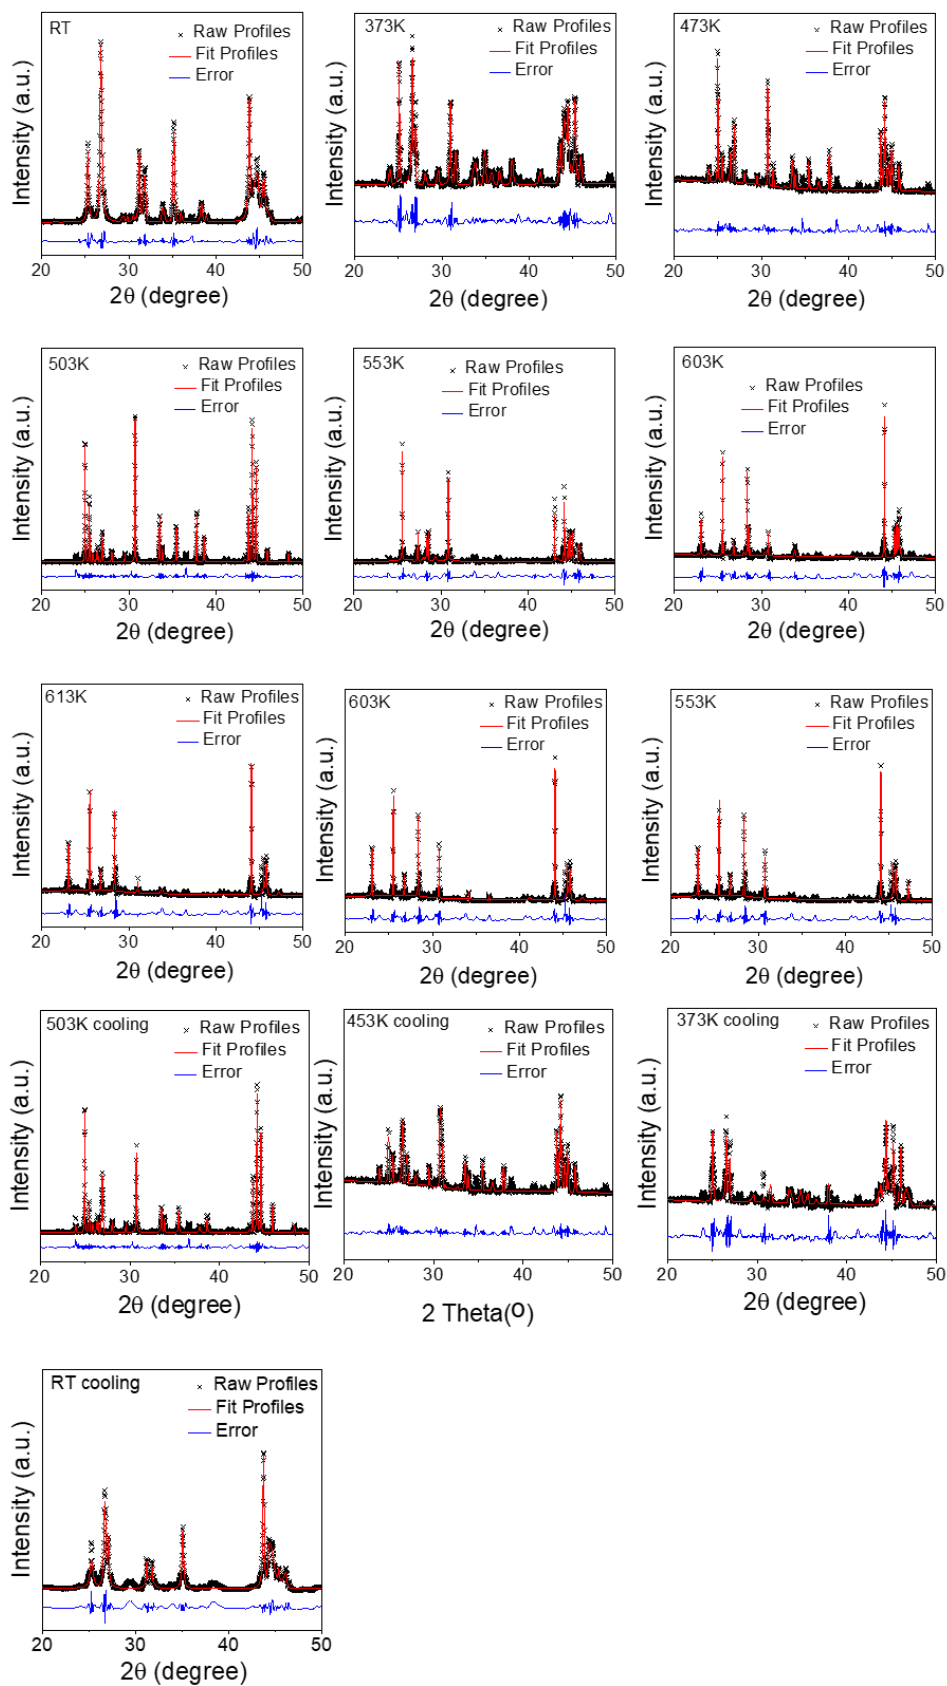 RT
Raw Profiles
Fit Profiles
Error
Intensity (a.u.)
20 30 40 50
2θ (degree)
373K
Raw Profiles
Fit Profiles
Error
Intensity (a.u.)
20 30 40 50
2θ (degree)
473K
Raw Profiles
Fit Profiles
Error
Intensity (a.u.)
20 30 40 50
2θ (degree)
503K
Raw Profiles
Fit Profiles
Error
Intensity (a.u.)
20 30 40 50
2θ (degree)
553K
Raw Profiles
Fit Profiles
Error
Intensity (a.u.)
20 30 40 50
2θ (degree)
603K
Raw Profiles
Fit Profiles
Error
Intensity (a.u.)
20 30 40 50
2θ (degree)
613K
Raw Profiles
Fit Profiles
Error
Intensity (a.u.)
20 30 40 50
2θ (degree)
603K
Raw Profiles
Fit Profiles
Error
Intensity (a.u.)
20 30 40 50
2θ (degree)
553K
Raw Profiles
Fit Profiles
Error
Intensity (a.u.)
20 30 40 50
2θ (degree)
503K cooling
Raw Profiles
Fit Profiles
Error
Intensity (a.u.)
20 30 40 50
2θ (degree)
453K cooling
Raw Profiles
Fit Profiles
Error
Intensity (a.u.)
20 30 40 50
2 Theta(O)
373K cooling
Raw Profiles
Fit Profiles
Error
Intensity (a.u.)
20 30 40 50
2θ (degree)
RT cooling
Raw Profiles
Fit Profiles
Error
Intensity (a.u.)
20 30 40 50
2θ (degree)